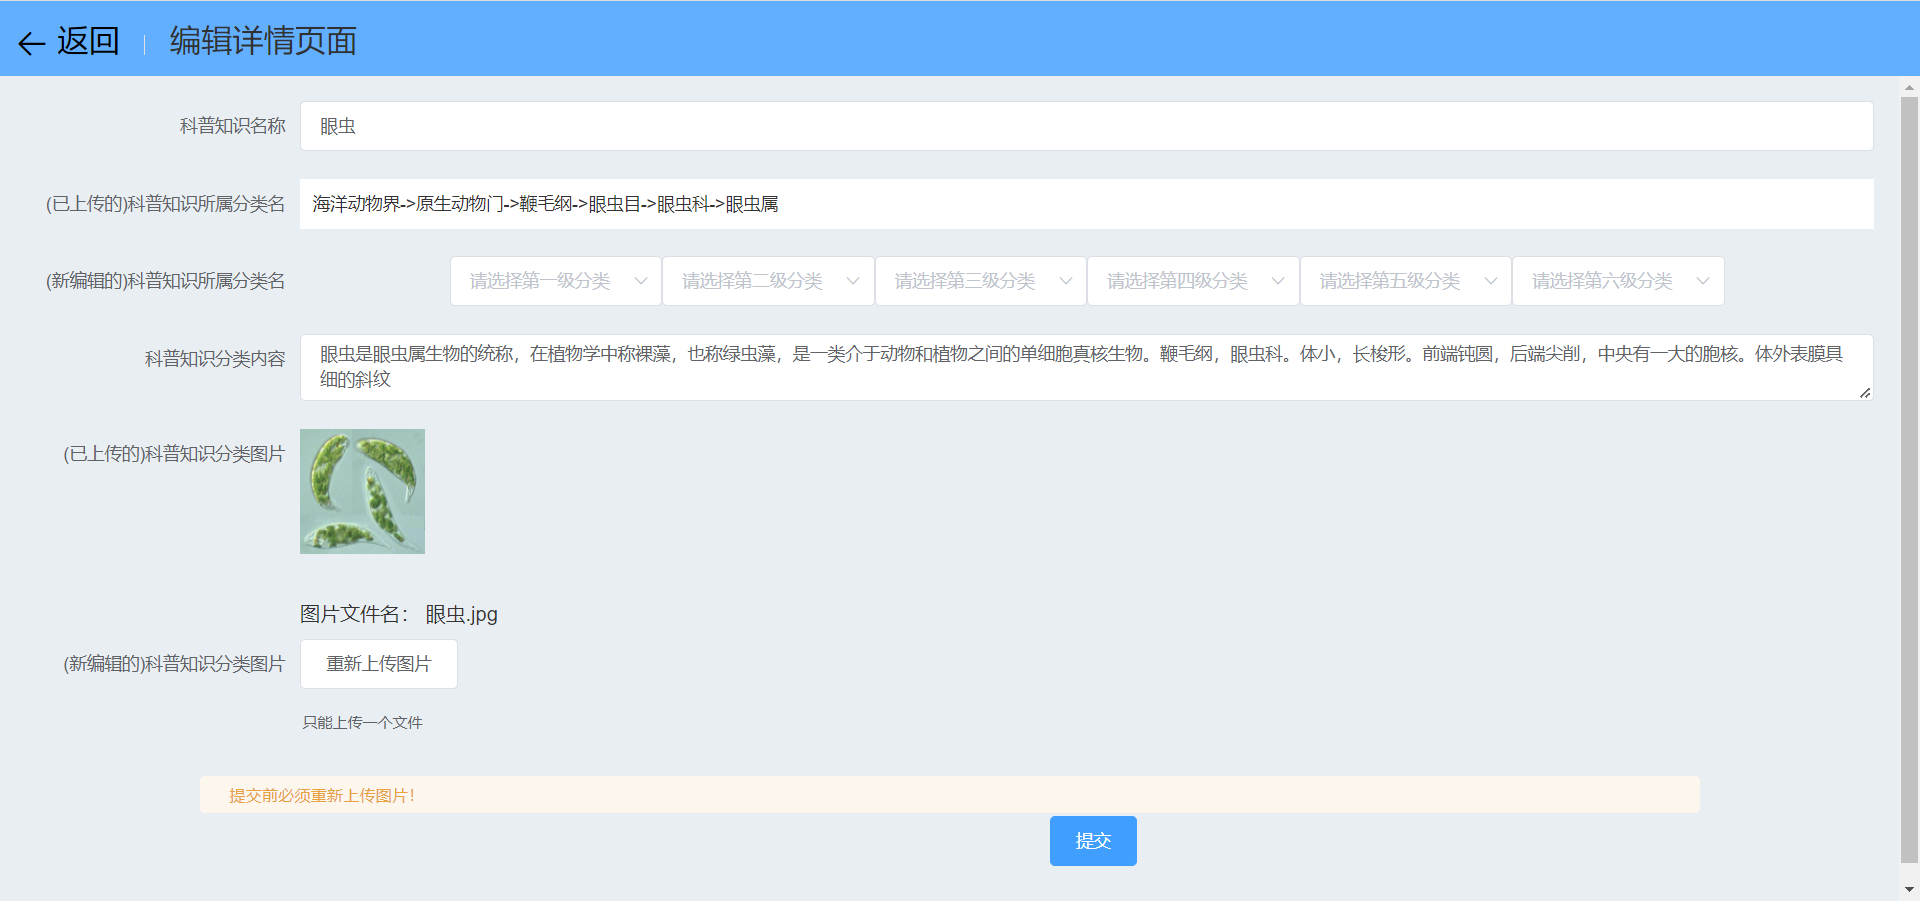 返回 编辑详情页面
科普知识名称 眼虫
(已上传的)科普知识所属分类名 海洋动物界->原生动物门->鞭毛纲->眼虫目->眼虫科->眼虫属
(新编辑的)科普知识所属分类名 请选择第一级分类 请选择第二级分类 请选择第三级分类 请选择第四级分类 请选择第五级分类 请选择第六级分类
科普知识分类内容 眼虫是眼虫属生物的统称，在植物学中称裸藻，也称绿虫藻，是一类介于动物和植物之间的单细胞真核生物。鞭毛纲，眼虫科。体小，长梭形。前端钝圆，后端尖削，中央有一大的胞核。体外表膜具
细的斜纹
(已上传的)科普知识分类图片
图片文件名： 眼虫.jpg
(新编辑的)科普知识分类图片 重新上传图片
只能上传一个文件
提交前必须重新上传图片！
提交